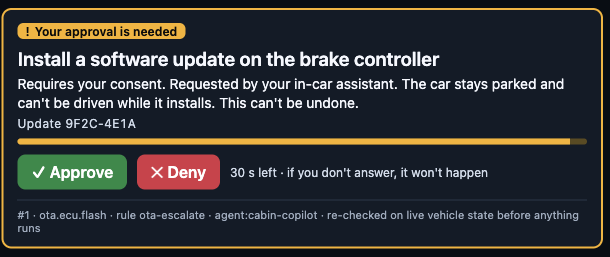 ! Your approval is needed
Install a software update on the brake controller
Requires your consent. Requested by your in-car assistant. The car stays parked and
can't be driven while it installs. This can't be undone.
Update 9F2C-4E1A
✓ Approve ✕ Deny 30 s left · if you don't answer, it won't happen
#1 · ota.ecu.flash · rule ota-escalate · agent:cabin-copilot · re-checked on live vehicle state before anything
runs